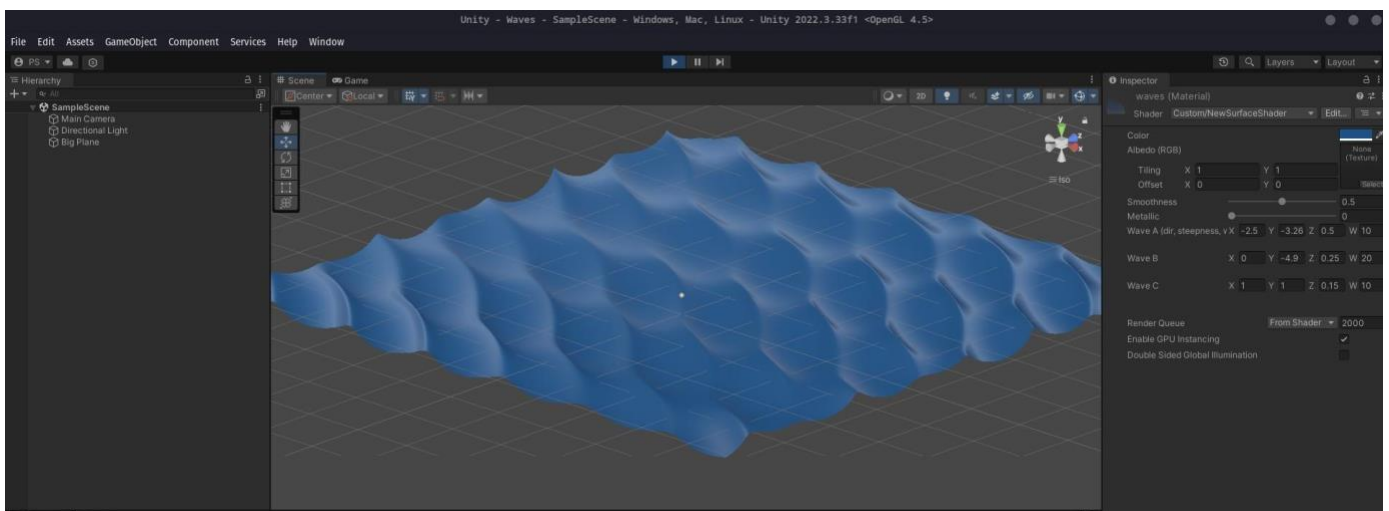 Unity - Waves - SampleScene - Windows, Mac, Linux - Unity 2022.3.33f1 <OpenGL 4.5>
File Edit Assets GameObject Component Services Help Window
PS
Layers Layout
Hierarchy
All
SampleScene
Main Camera
Directional Light
Big Plane
Scene Game
Center Local 2D
y
z
x
Iso
Inspector
waves (Material)
Shader Custom/NewSurfaceShader Edit...
Color
Albedo (RGB) None (Texture)
Tiling X 1 Y 1
Offset X 0 Y 0 Select
Smoothness 0.5
Metallic 0
Wave A (dir, steepness, v X -2.5 Y -3.26 Z 0.5 W 10
Wave B X 0 Y -4.9 Z 0.25 W 20
Wave C X 1 Y 1 Z 0.15 W 10
Render Queue From Shader 2000
Enable GPU Instancing
Double Sided Global Illumination